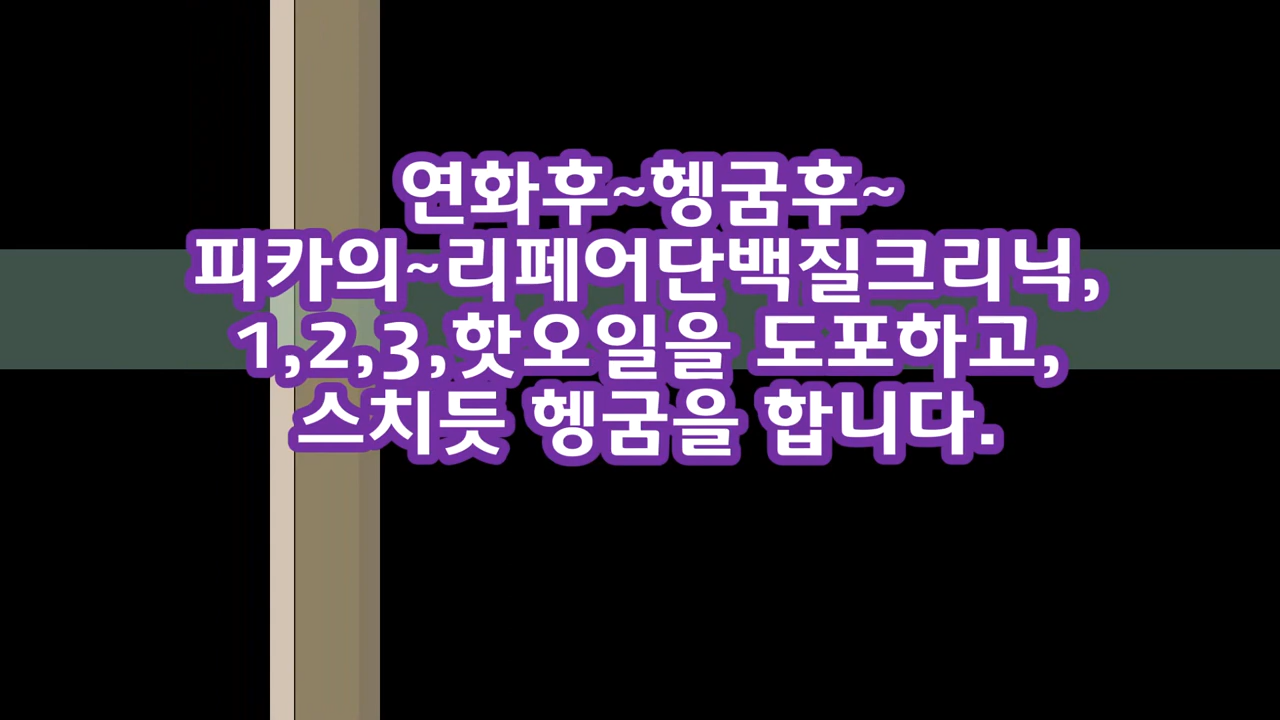 연화후~헹굼후~
피카의~리페어단백질크리닉,
1,2,3,핫오일을 도포하고,
스치듯 헹굼을 합니다.